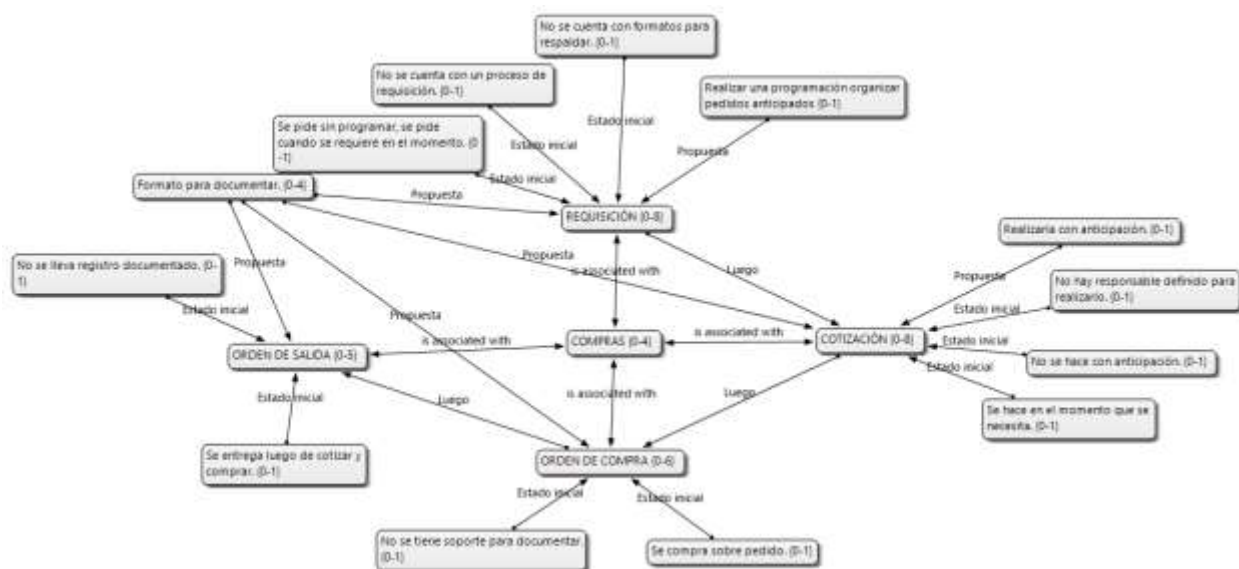 No se cuenta con formatos para
respaldar. (0-1)
No se cuenta con un proceso de
requisición. (0-1)
Realizar una programación organizar
pedidos anticipados (0-1)
Estado inicial
Se pide sin programar, se pide
cuando se requiere en el momento. (0
-1)
Estado inicial
Propuesta
Estado inicial
Formato para documentar. (0-4)
Propuesta
REQUISICIÓN (0-8)
Realizarla con anticipación. (0-1)
No se lleva registro documentado. (0-
1)
Propuesta
Propuesta
is associated with
Luego
Propuesta
No hay responsable definido para
realizarlo. (0-1)
Estado inicial
Estado inicial
Propuesta
is associated with
COMPRAS (0-4)
is associated with
COTIZACIÓN (0-8)
Estado inicial
ORDEN DE SALIDA (0-5)
No se hace con anticipación. (0-1)
Estado inicial
Estado inicial
Luego
is associated with
Luego
Se hace en el momento que se
necesita. (0-1)
Se entrega luego de cotizar y
comprar. (0-1)
ORDEN DE COMPRA (0-6)
Estado inicial
Estado inicial
No se tiene soporte para documentar.
(0-1)
Se compra sobre pedido. (0-1)